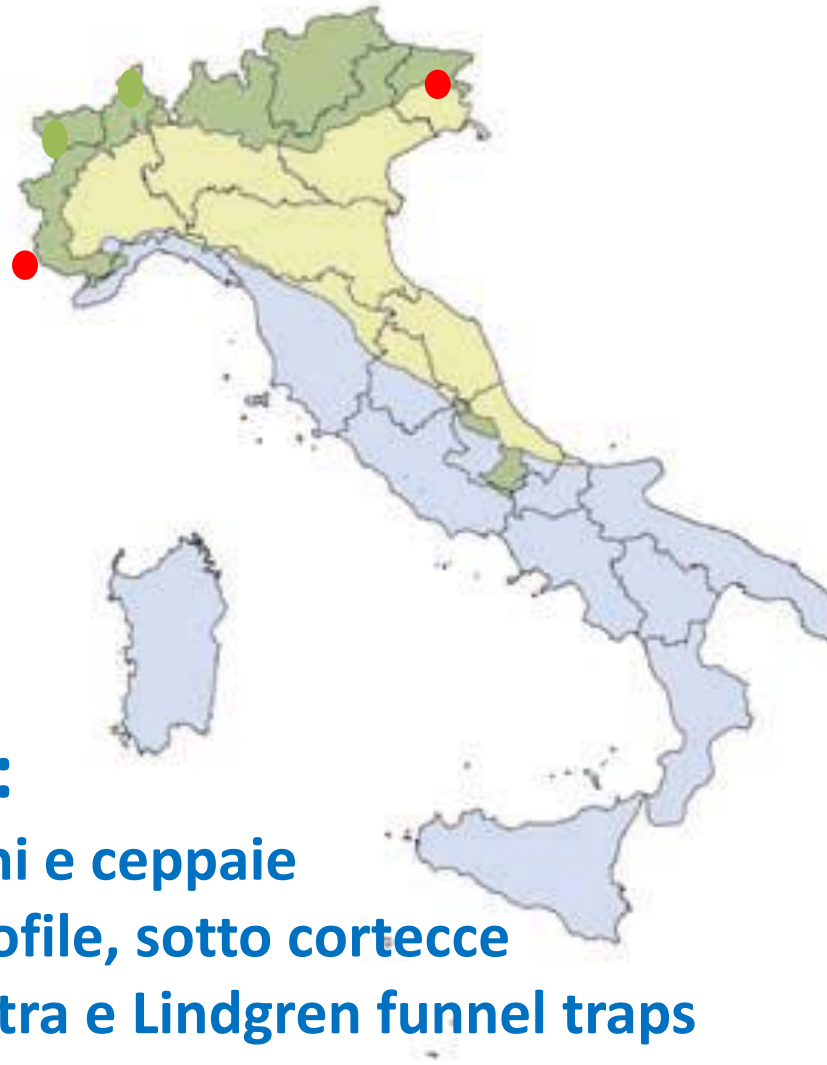 :
ni e ceppaie
ofile, sotto cortecce
tra e Lindgren funnel traps